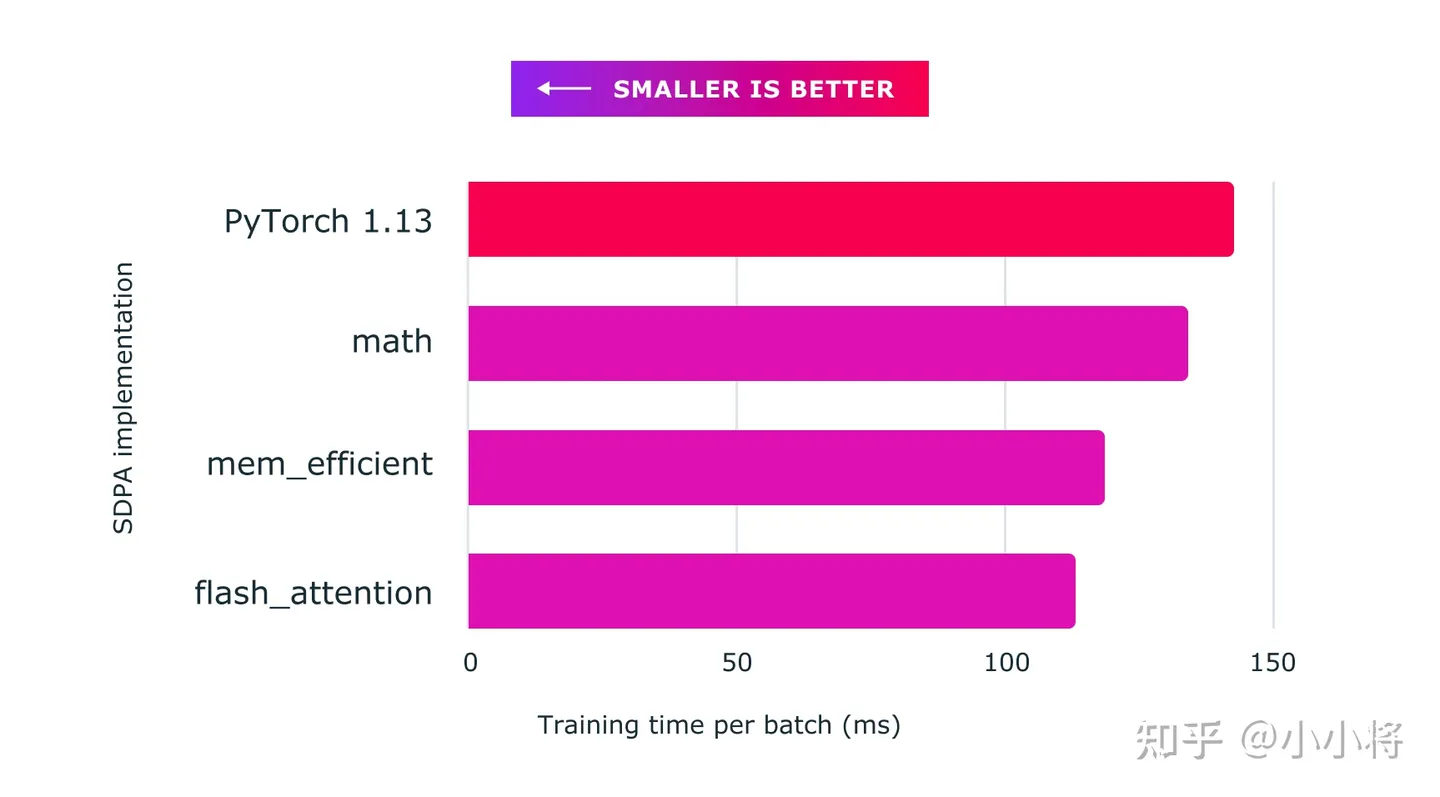 SMALLER IS BETTER
SDPA implementation
PyTorch 1.13
math
mem_efficient
flash_attention
0 50 100 150
Training time per batch (ms)
知乎 @小小将